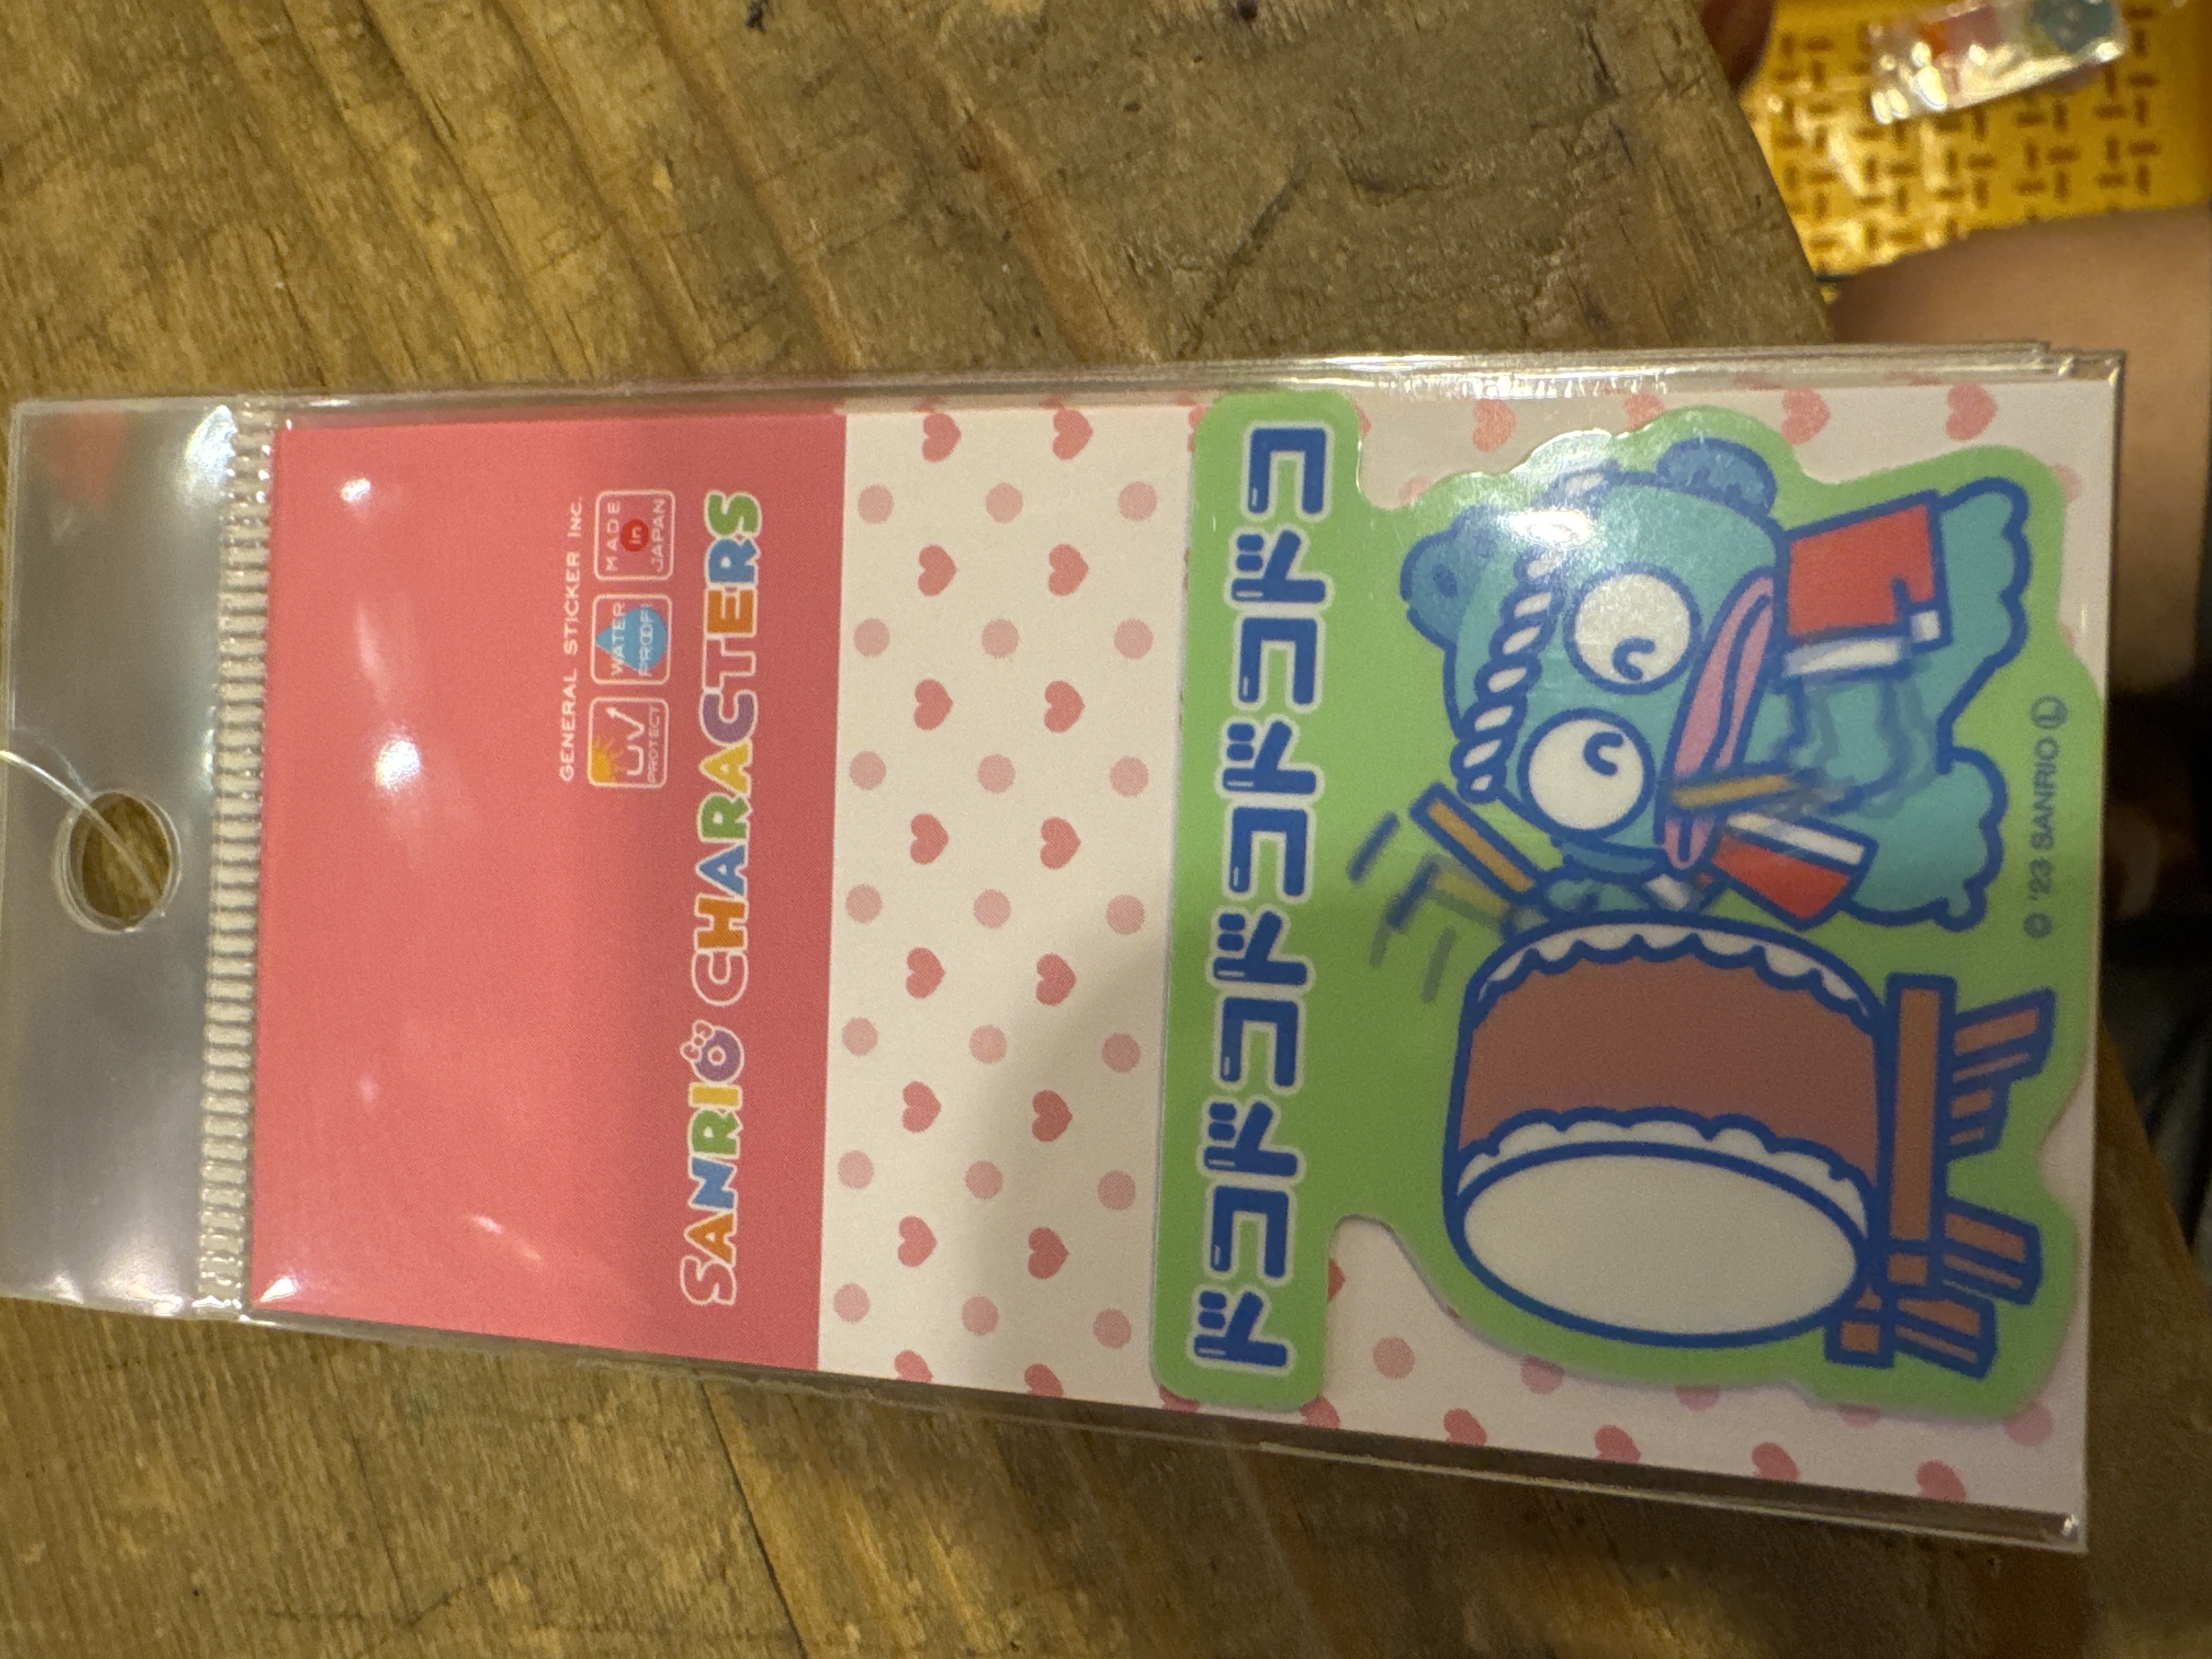 GENERAL STICKER INC.
UV PROTECT
WATER PROOF!
MADE in JAPAN
SANRIO CHARACTERS
ドコドコドコドコドコ
© '23 SANRIO Ⓛ